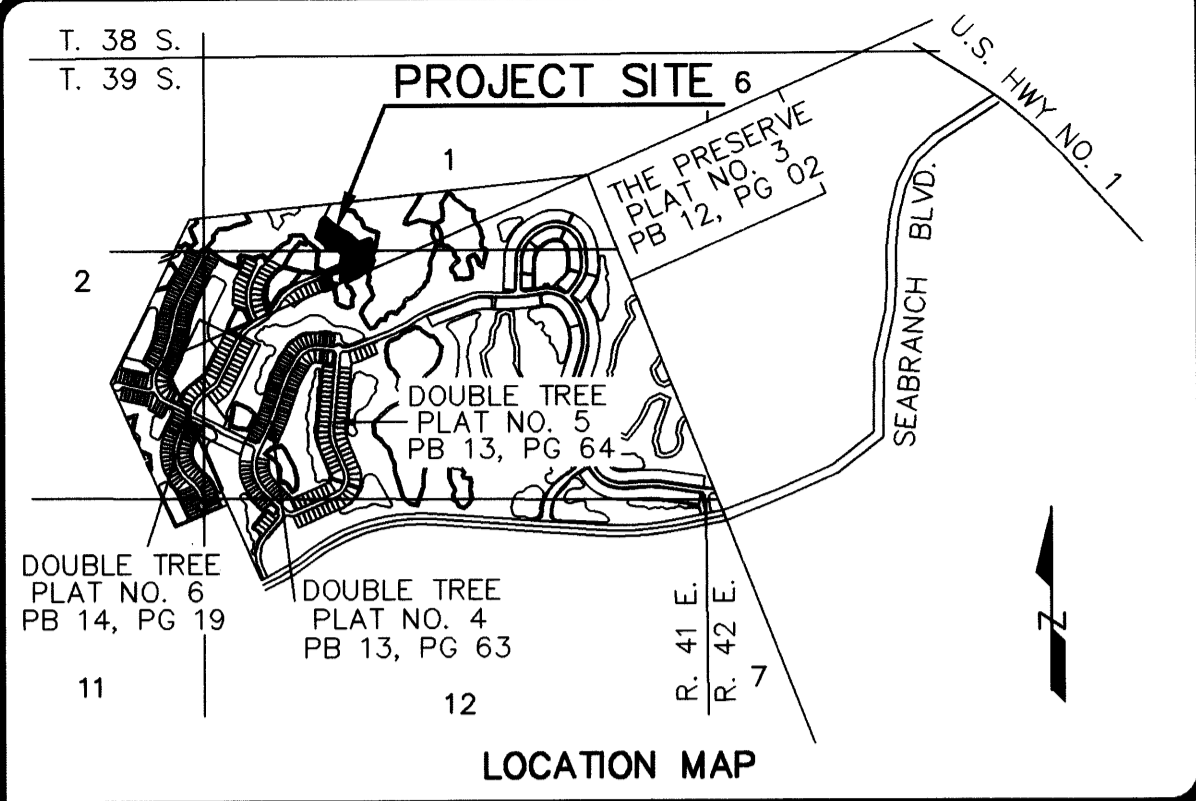 T. 38 S.
T. 39 S.
PROJECT SITE
6
1
U.S. HWY NO. 1
THE PRESERVE
PLAT NO. 3
PB 12, PG 02
SEABRANCH BLVD.
2
DOUBLE TREE
PLAT NO. 5
PB 13, PG 64
DOUBLE TREE
PLAT NO. 6
PB 14, PG 19
DOUBLE TREE
PLAT NO. 4
PB 13, PG 63
R. 41 E.
R. 42 E.
7
11
12
N
LOCATION MAP